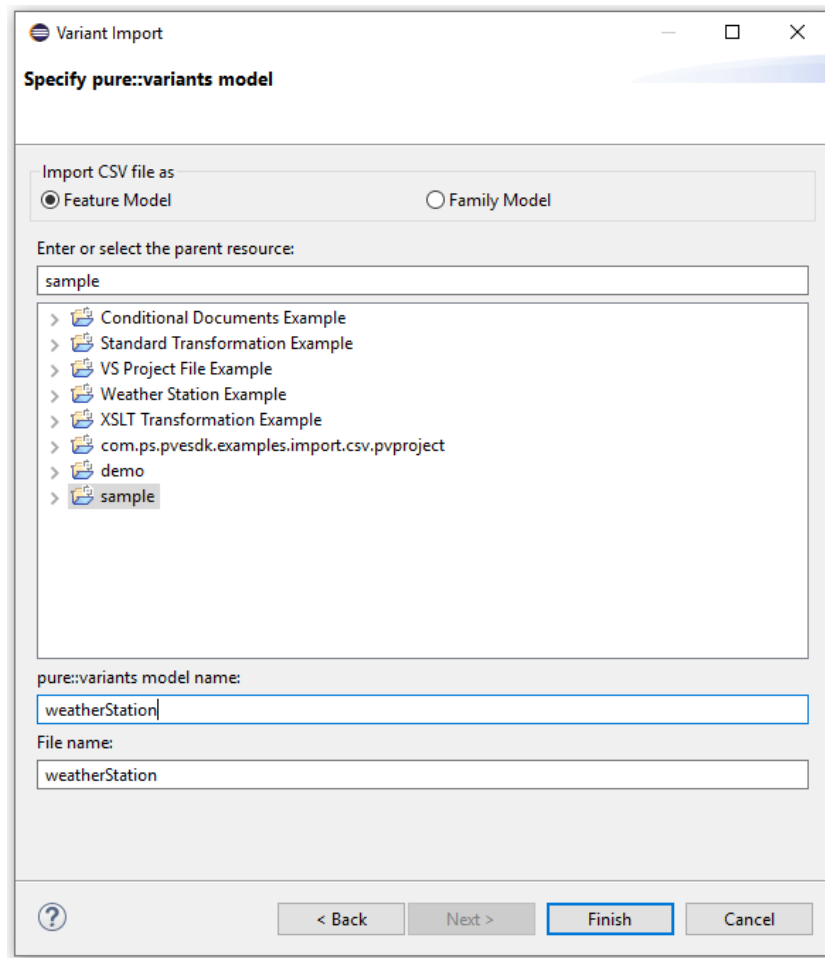 Variant Import
Specify pure::variants model
Import CSV file as
Feature Model Family Model
Enter or select the parent resource:
sample
Conditional Documents Example
Standard Transformation Example
VS Project File Example
Weather Station Example
XSLT Transformation Example
com.ps.pvesdk.examples.import.csv.pvproject
demo
sample
pure::variants model name:
weatherStation
File name:
weatherStation
? < Back Next > Finish Cancel